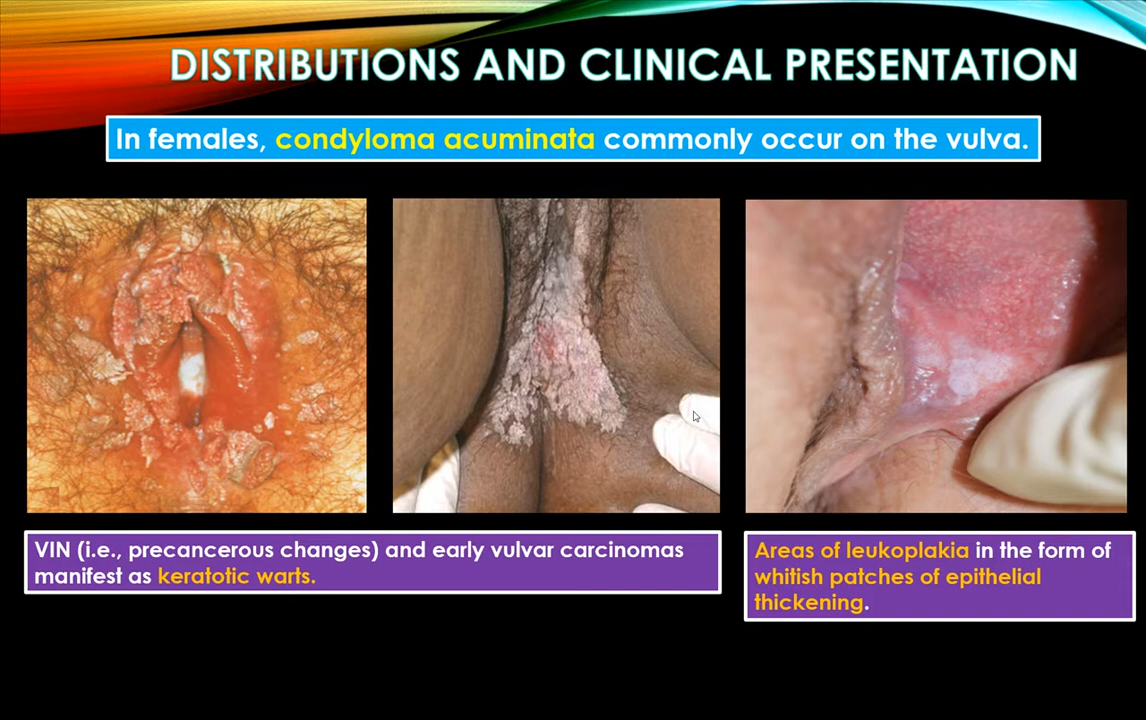 DISTRIBUTIONS AND CLINICAL PRESENTATION
In females, condyloma acuminata commonly occur on the vulva.
VIN (i.e., precancerous changes) and early vulvar carcinomas
manifest as keratotic warts.
Areas of leukoplakia in the form of
whitish patches of epithelial
thickening.